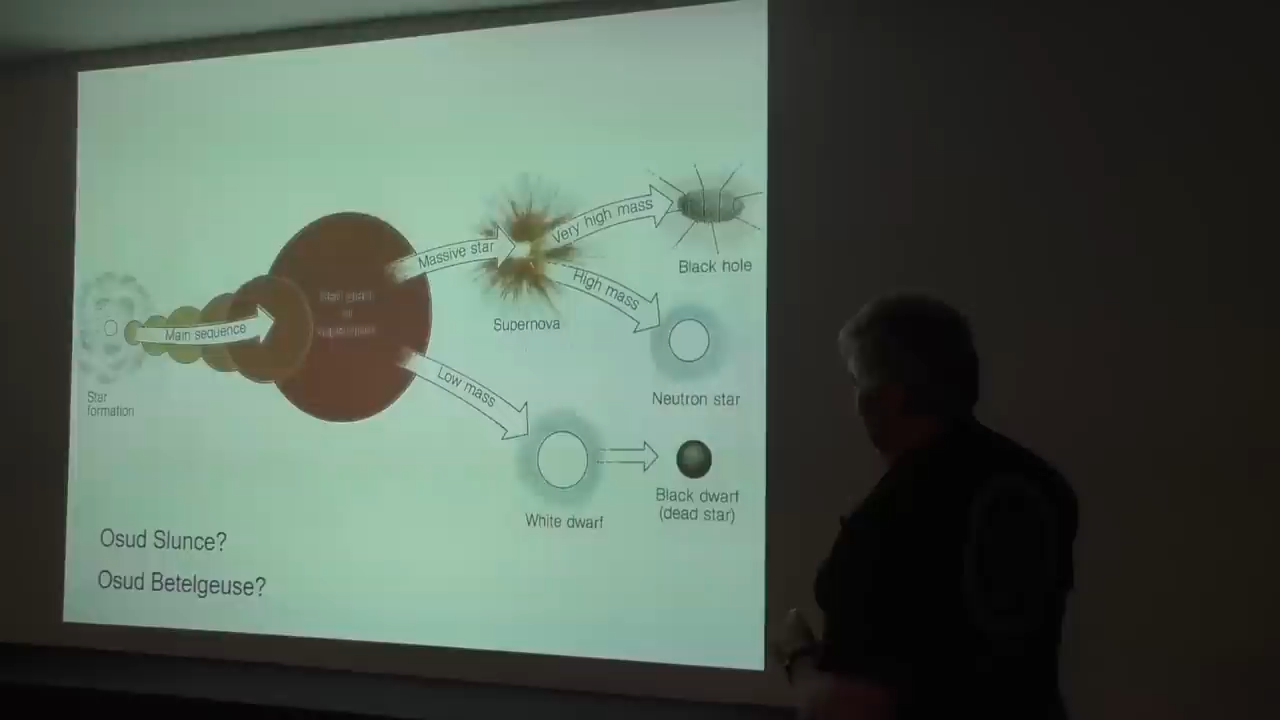 Very high mass
Massive star
Black hole
High mass
Supernova
Main sequence
Neutron star
Low mass
Star
formation
White dwarf
Black dwarf
(dead star)
Osud Slunce?
Osud Betelgeuse?